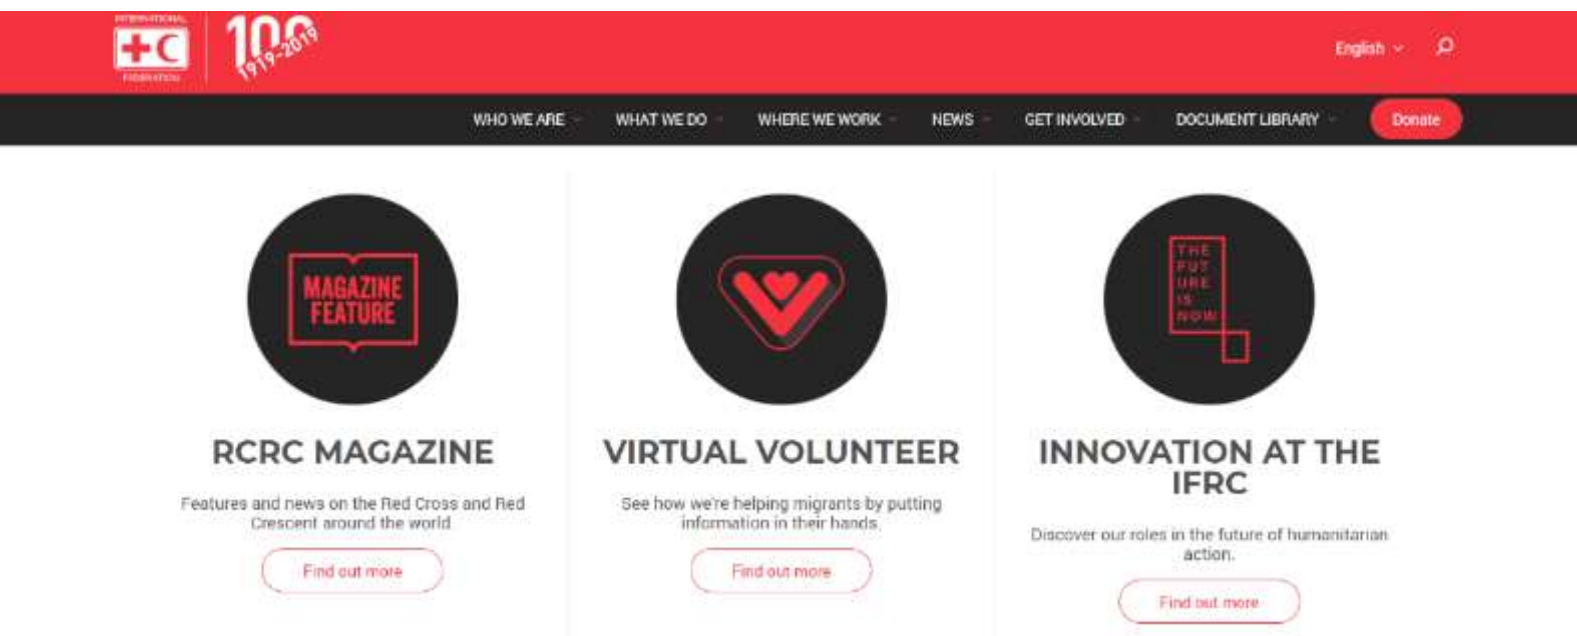 INTERNATIONAL
FEDERATION
100
1919-2019
English
WHO WE ARE
WHAT WE DO
WHERE WE WORK
NEWS
GET INVOLVED
DOCUMENT LIBRARY
Donate
MAGAZINE
FEATURE
RCRC MAGAZINE
Features and news on the Red Cross and Red
Crescent around the world
Find out more
VIRTUAL VOLUNTEER
See how we're helping migrants by putting
information in their hands.
Find out more
THE
FUT
URE
IS
NOW
INNOVATION AT THE
IFRC
Discover our roles in the future of humanitarian
action.
Find out more